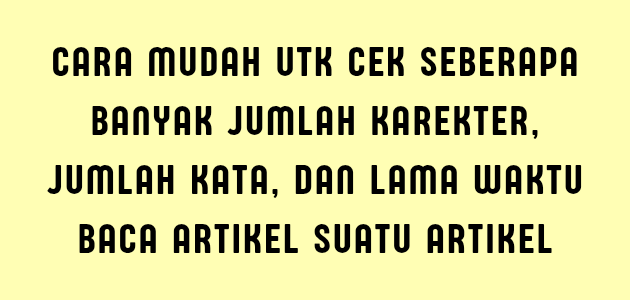 CARA MUDAH UTK CEK SEBERAPA
BANYAK JUMLAH KAREKTER,
JUMLAH KATA, DAN LAMA WAKTU
BACA ARTIKEL SUATU ARTIKEL